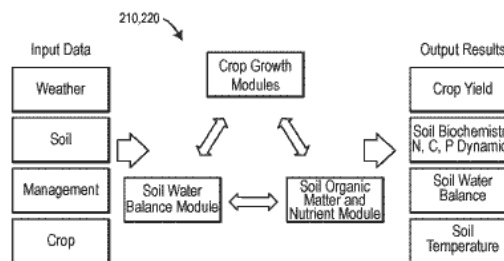 210,220
Input Data
Weather
Soil
Management
Crop
Crop Growth
Modules
Soil Water
Balance Module
Soil Organic
Matter and
Nutrient Module
Output Results
Crop Yield
Soil Biochemistr
N, C, P Dynamic
Soil Water
Balance
Soil
Temperature